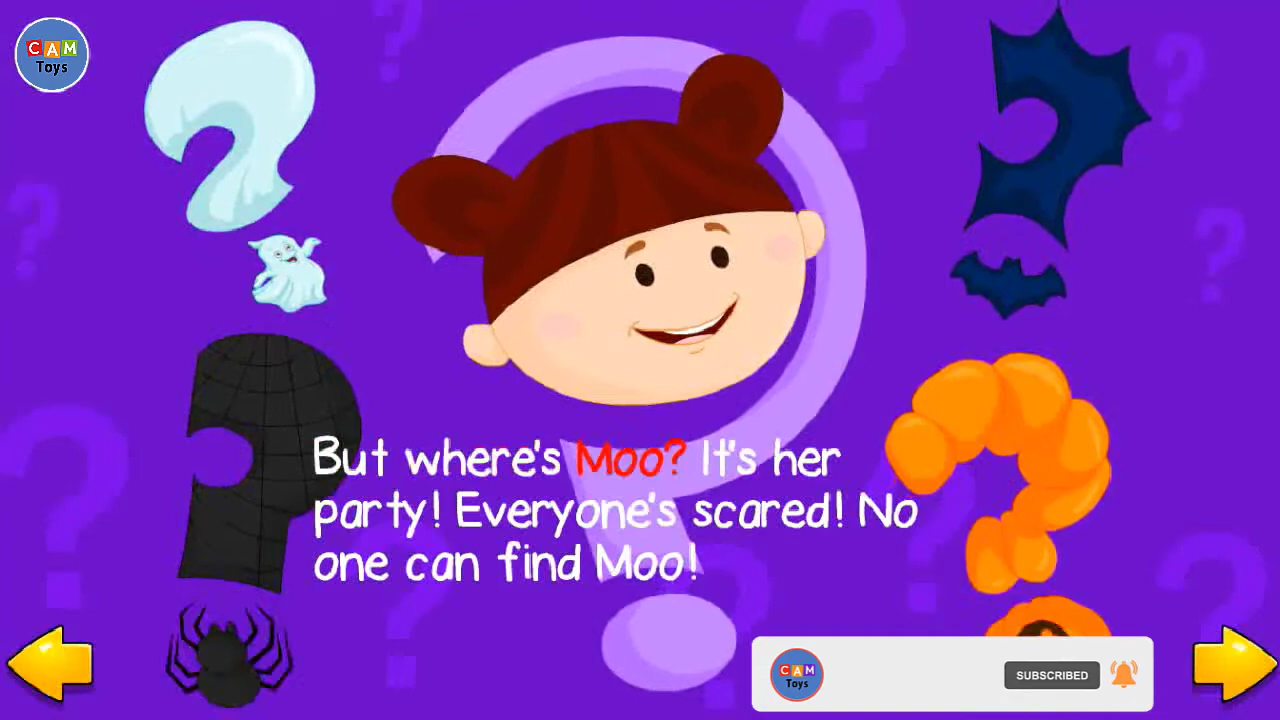 CAM
Toys
But where's Moo? It's her
party! Everyone's scared! No
one can find Moo!
CAM
Toys
SUBSCRIBED